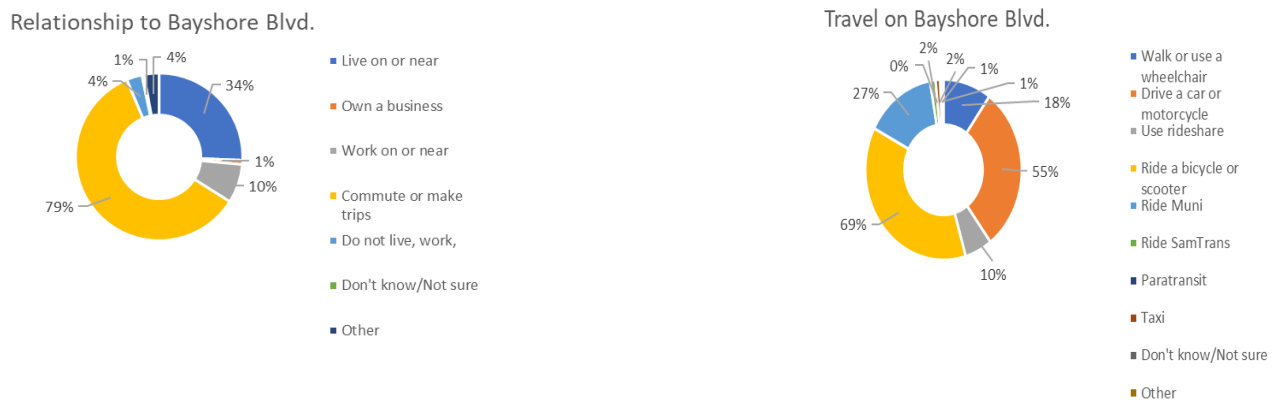 Relationship to Bayshore Blvd.
1%
4%
4%
34%
1%
10%
79%
Live on or near
Own a business
Work on or near
Commute or make
trips
Do not live, work,
Don't know/Not sure
Other
Travel on Bayshore Blvd.
2%
0%
2%
1%
1%
27%
18%
55%
69%
10%
Walk or use a
wheelchair
Drive a car or
motorcycle
Use rideshare
Ride a bicycle or
scooter
Ride Muni
Ride SamTrans
Paratransit
Taxi
Don't know/Not sure
Other